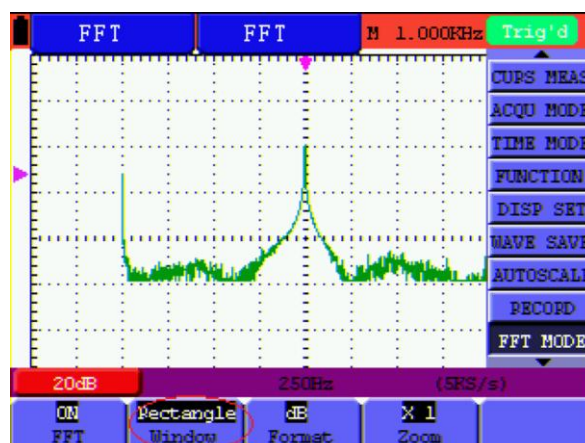 FFT FFT M 1.000KHz Trig'd
CURS MEAS
ACQU MODE
TIME MODE
FUNCTION
DISP SET
WAVE SAVE
AUTOSCALE
RECORD
FFT MODE
20dB 250Hz (5KS/s)
ON Rectangle dB X 1
FFT Window Format Zoom